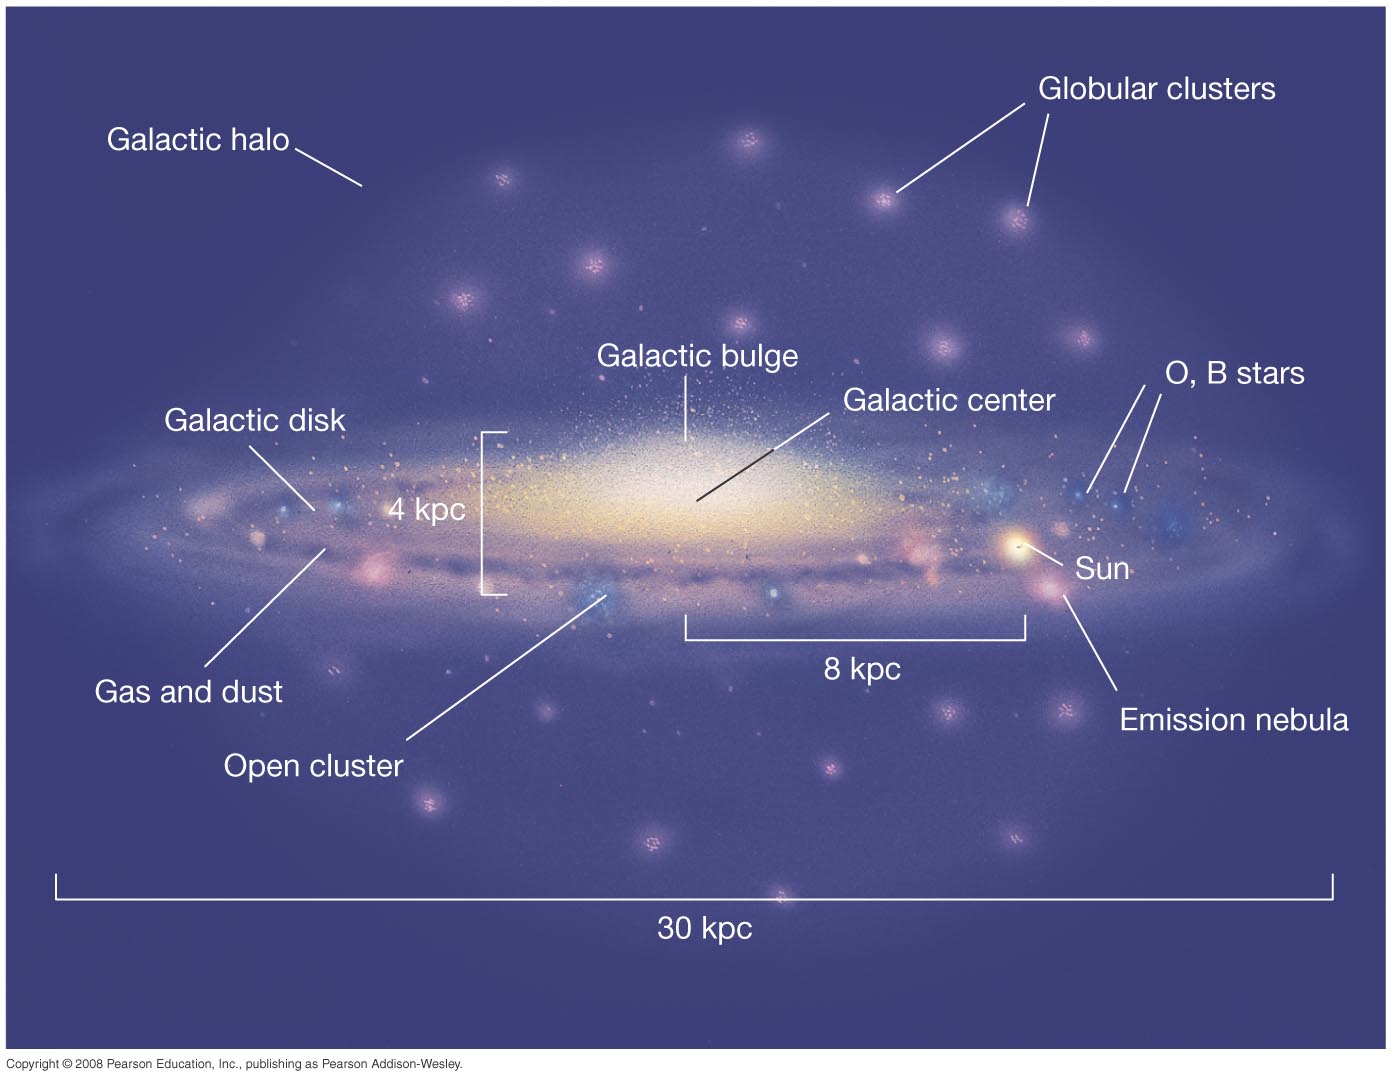 Globular clusters
Galactic halo
Galactic bulge
O, B stars
Galactic center
Galactic disk
4 kpc
Sun
8 kpc
Gas and dust
Emission nebula
Open cluster
30 kpc
Copyright © 2008 Pearson Education, Inc., publishing as Pearson Addison-Wesley.